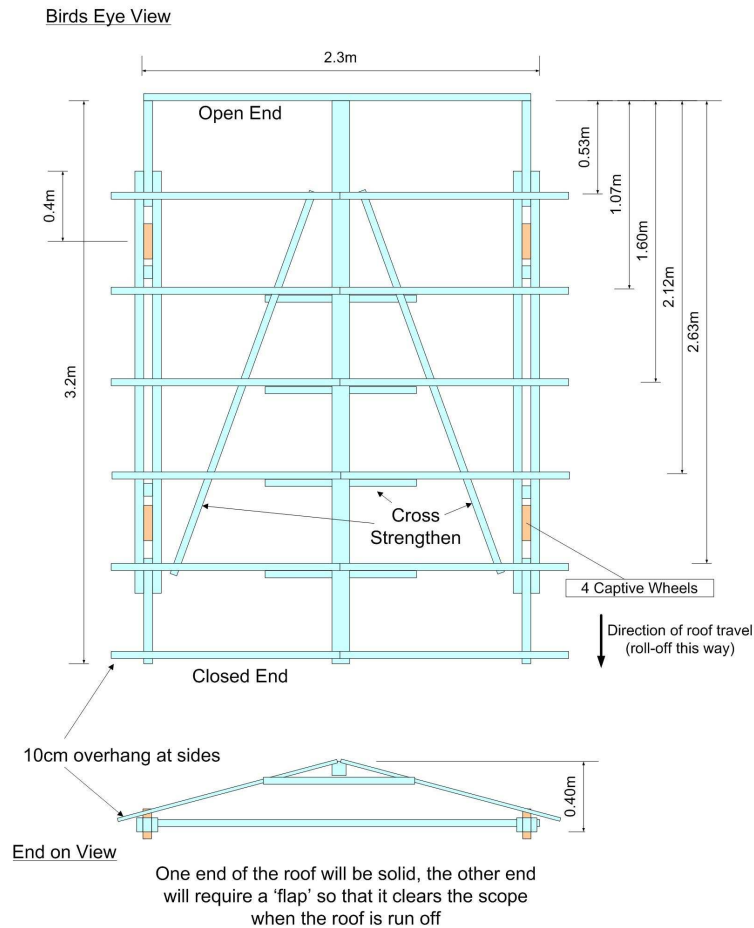 Birds Eye View
2.3m
Open End
0.53m
1.07m
1.60m
2.12m
2.63m
0.4m
3.2m
Cross
Strengthen
4 Captive Wheels
Direction of roof travel
(roll-off this way)
Closed End
10cm overhang at sides
0.40m
End on View
One end of the roof will be solid, the other end
will require a ‘flap’ so that it clears the scope
when the roof is run off